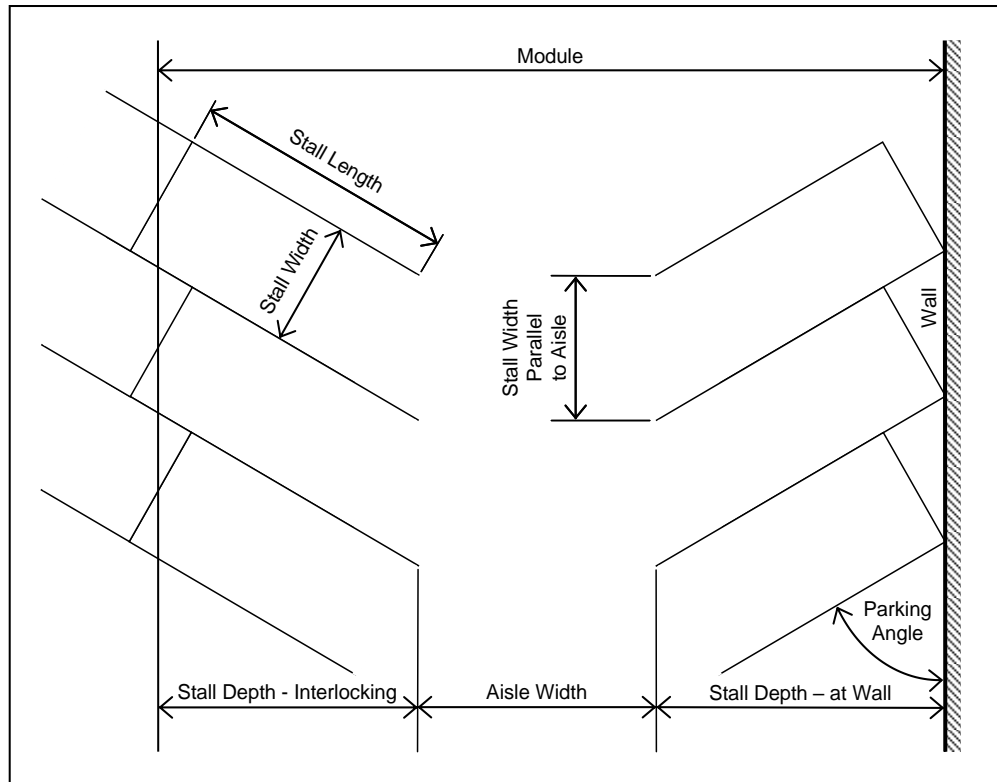 Module
Stall Length
Stall Width
Stall Width
Parallel
to Aisle
Wall
Parking
Angle
Stall Depth - Interlocking
Aisle Width
Stall Depth – at Wall